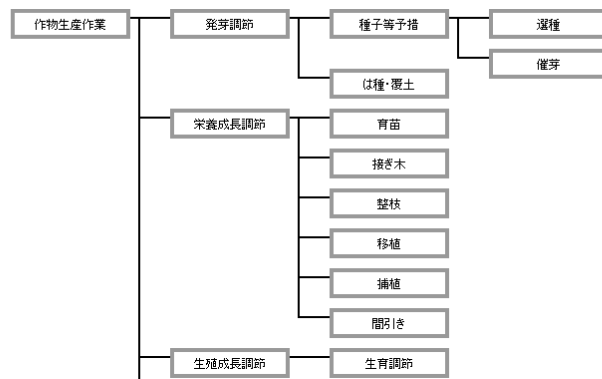 作物生産作業
発芽調節
種子等予措
選種
催芽
は種・覆土
栄養成長調節
育苗
接ぎ木
整枝
移植
捕植
間引き
生殖成長調節
生育調節